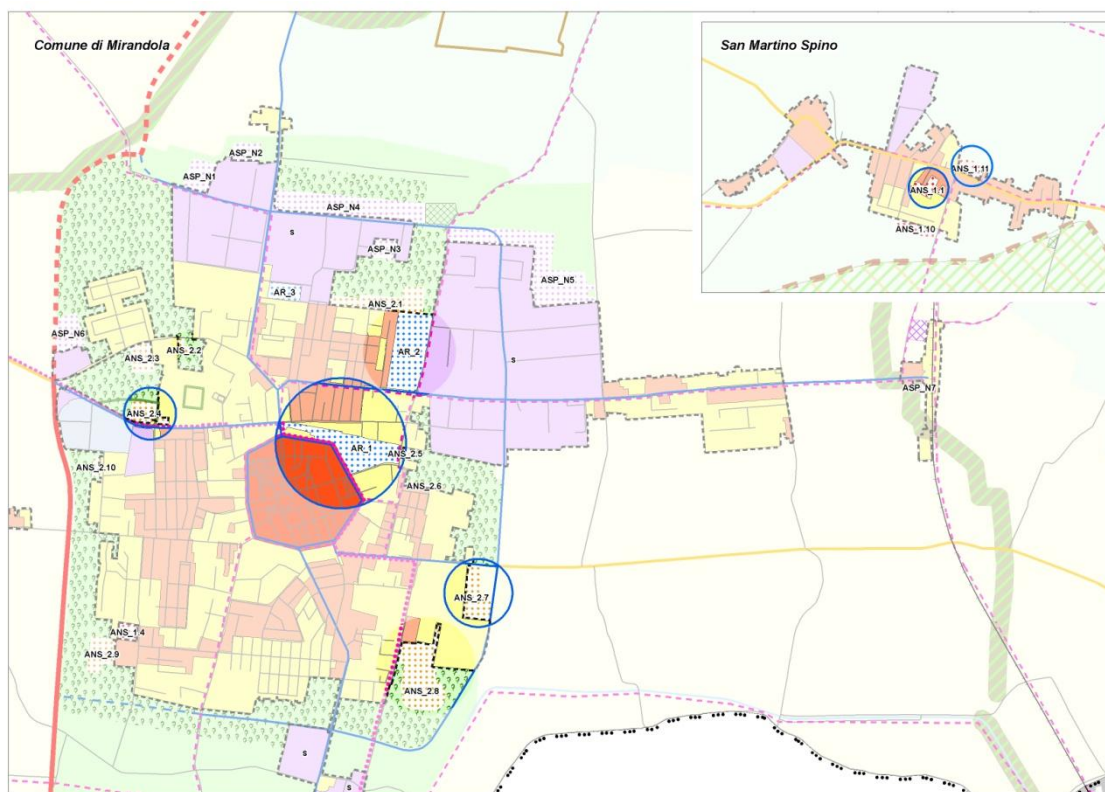 Comune di Mirandola
San Martino Spino
ANS_1.11
ANS_1.1
ANS_1.10
ASP_N2
ASP_N1
ASP_N4
S
ASP_N3
ASP_N5
AR_3
ANS_2.1
ASP_N6
ANS_2.3
ANS_2.2
AR_2
S
ASP_N7
ANS_2.4
AR_1
ANS_2.5
ANS_2.10
ANS_2.6
ANS_2.7
ANS_1.4
ANS_2.9
ANS_2.8
S
S